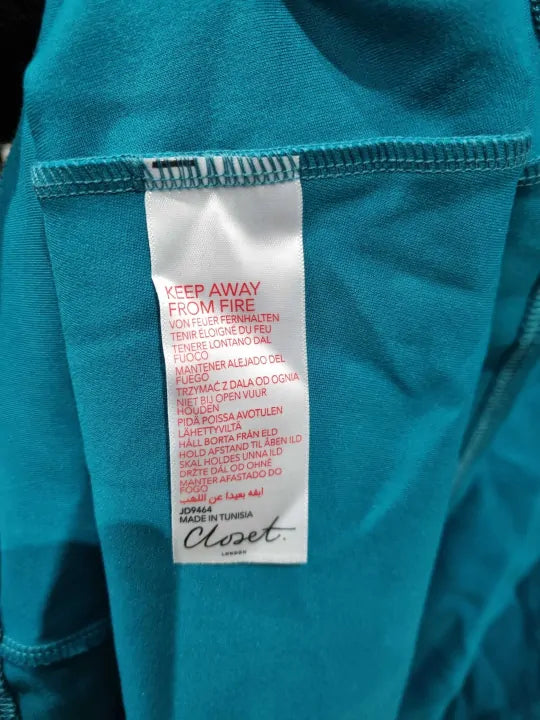 KEEP AWAY
FROM FIRE
VON FEUER FERNHALTEN
TENIR ÉLOIGNÉ DU FEU
TENERE LONTANO DAL
FUOCO
MANTENER ALEJADO DEL
FUEGO
TRZYMAĆ Z DALA OD OGNIA
NIET BIJ OPEN VUUR
HOUDEN
PIDÄ POISSA AVOTULEN
LÄHETTYVILTÄ
HÅLL BORTA FRÅN ELD
HOLD AFSTAND TIL ÅBEN ILD
SKAL HOLDES UNNA ILD
DRŽTE DÁL OD OHNĚ
MANTER AFASTADO DO
FOGO
ابقه بعيدا عن اللهب
JD9464
MADE IN TUNISIA
Closet.
LONDON